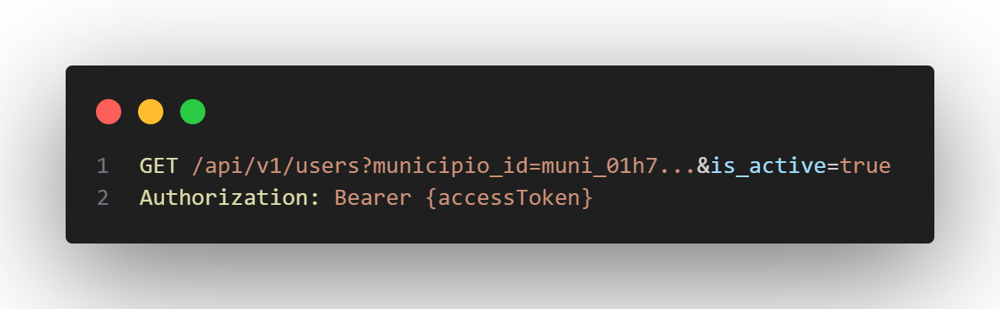 1 GET /api/v1/users?municipio_id=muni_01h7...&is_active=true
2 Authorization: Bearer {accessToken}